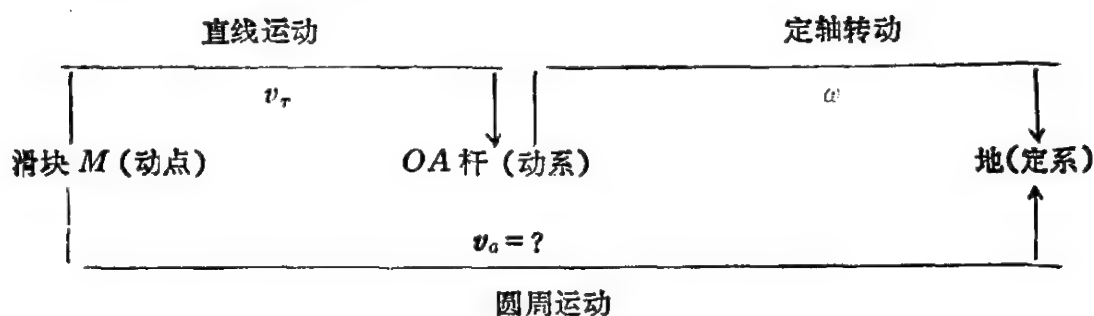 直线运动 定轴转动
v_r ω
滑块 M (动点) OA 杆 (动系) 地(定系)
v_a = ?
圆周运动